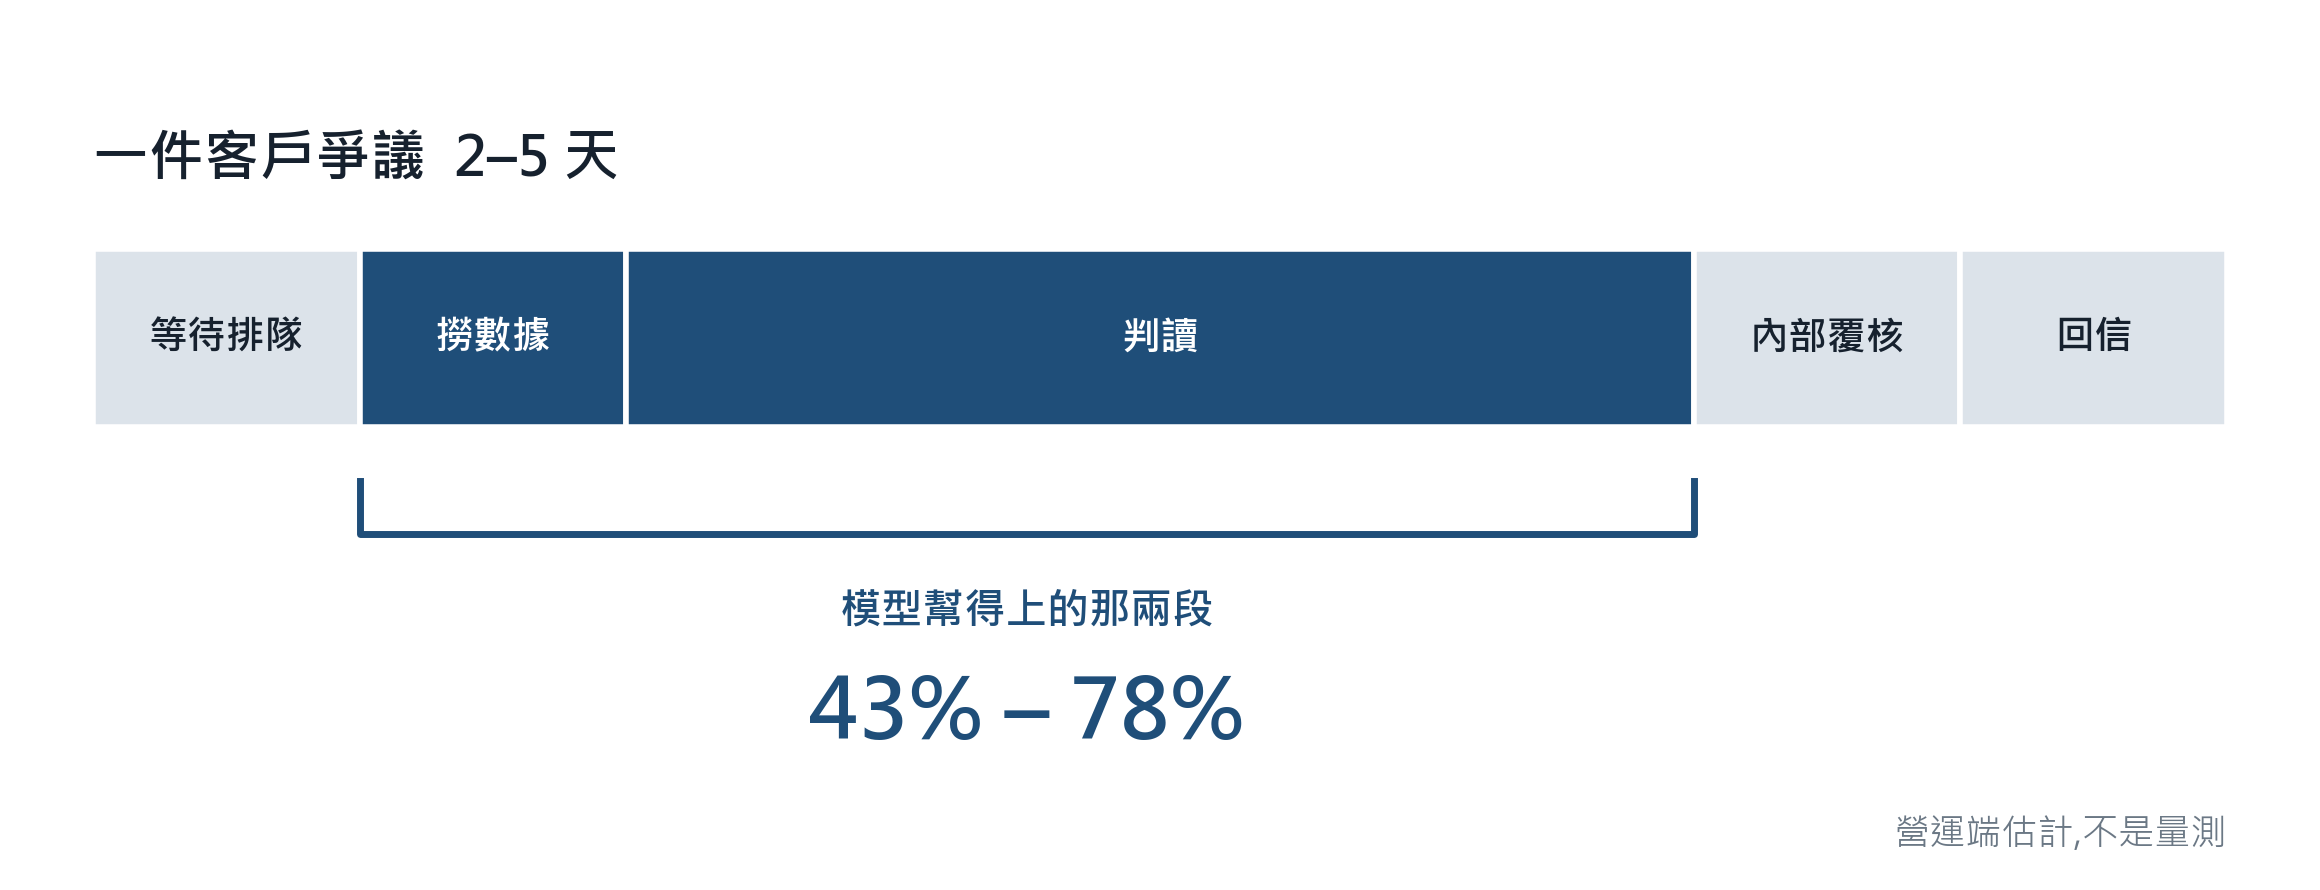 一件客戶爭議 2–5 天
等待排隊 撈數據 判讀 內部覆核 回信
模型幫得上的那兩段
43% – 78%
營運端估計,不是量測